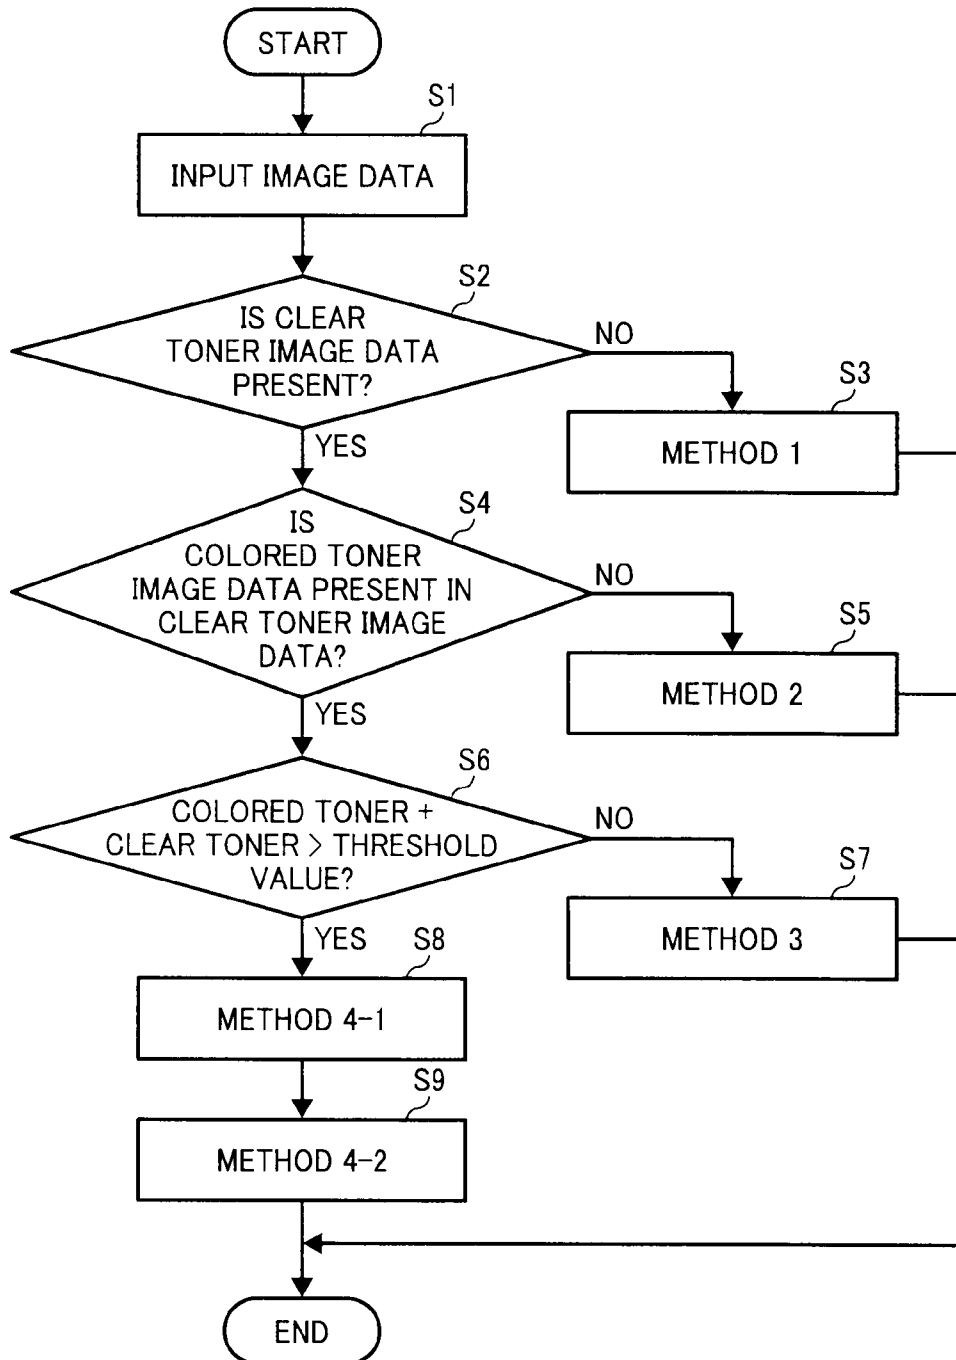 START
S1
INPUT IMAGE DATA
S2
IS CLEAR
TONER IMAGE DATA
PRESENT?
NO
S3
METHOD 1
YES
S4
IS
COLORED TONER
IMAGE DATA PRESENT IN
CLEAR TONER IMAGE
DATA?
NO
S5
METHOD 2
YES
S6
COLORED TONER +
CLEAR TONER > THRESHOLD
VALUE?
NO
S7
METHOD 3
YES
S8
METHOD 4-1
S9
METHOD 4-2
END